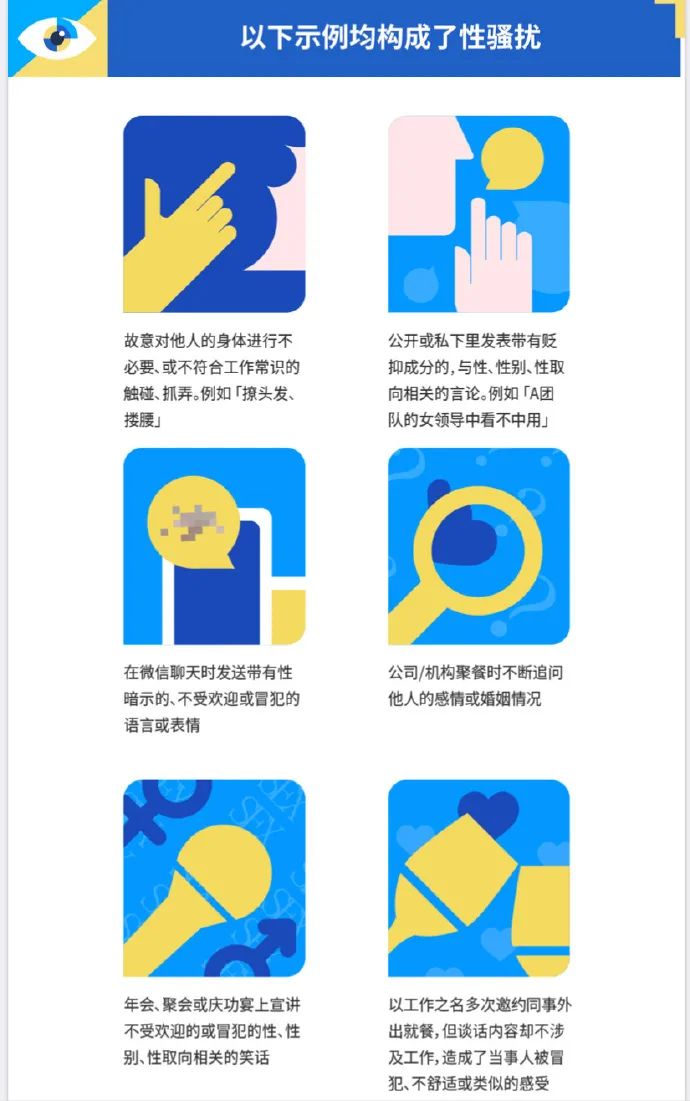 以下示例均构成了性骚扰
故意对他人的身体进行不
必要、或不符合工作常识的
触碰、抓弄。例如「撩头发、
搂腰」
公开或私下里发表带有贬
抑成分的,与性、性别、性取
向相关的言论。例如「A团
队的女领导中看不中用」
在微信聊天时发送带有性
暗示的、不受欢迎或冒犯的
语言或表情
公司/机构聚餐时不断追问
他人的感情或婚姻情况
SEX
SEX
SEX
年会、聚会或庆功宴上宣讲
不受欢迎的或冒犯的性、性
别、性取向相关的笑话
以工作之名多次邀约同事外
出就餐,但谈话内容却不涉
及工作,造成了当事人被冒
犯、不舒适或类似的感受